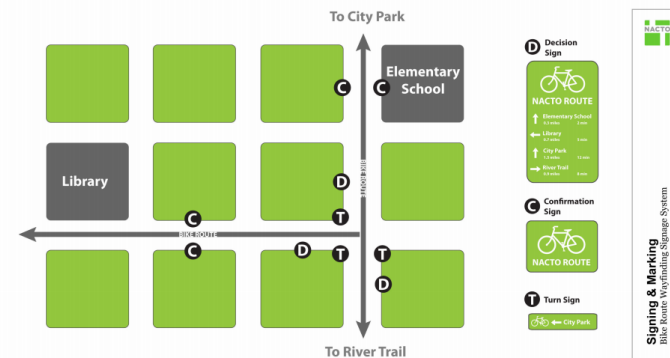 To City Park
NACTO
D Decision
Sign
C
C
Elementary
School
NACTO ROUTE
Elementary School
Library
City Park
River Trail
Library
D
BIKE ROUTE
C
T
C Confirmation
Sign
BIKE ROUTE
C
D
T
T
NACTO ROUTE
D
T Turn Sign
City Park
To River Trail
Signing & Marking
Bike Route Wayfinding Signage System